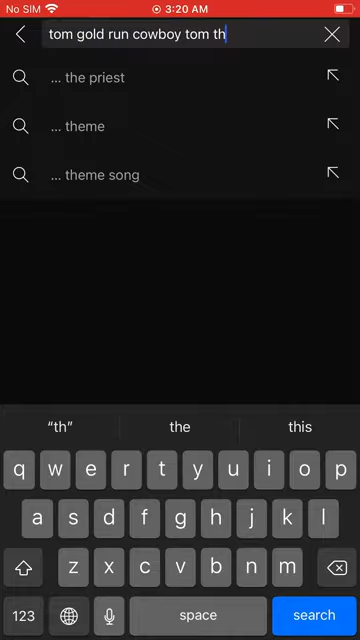 No SIM 3:20 AM
tom gold run cowboy tom th
... the priest
... theme
... theme song
“th” the this
q w e r t y u i o p
a s d f g h j k l
z x c v b n m
123 space search